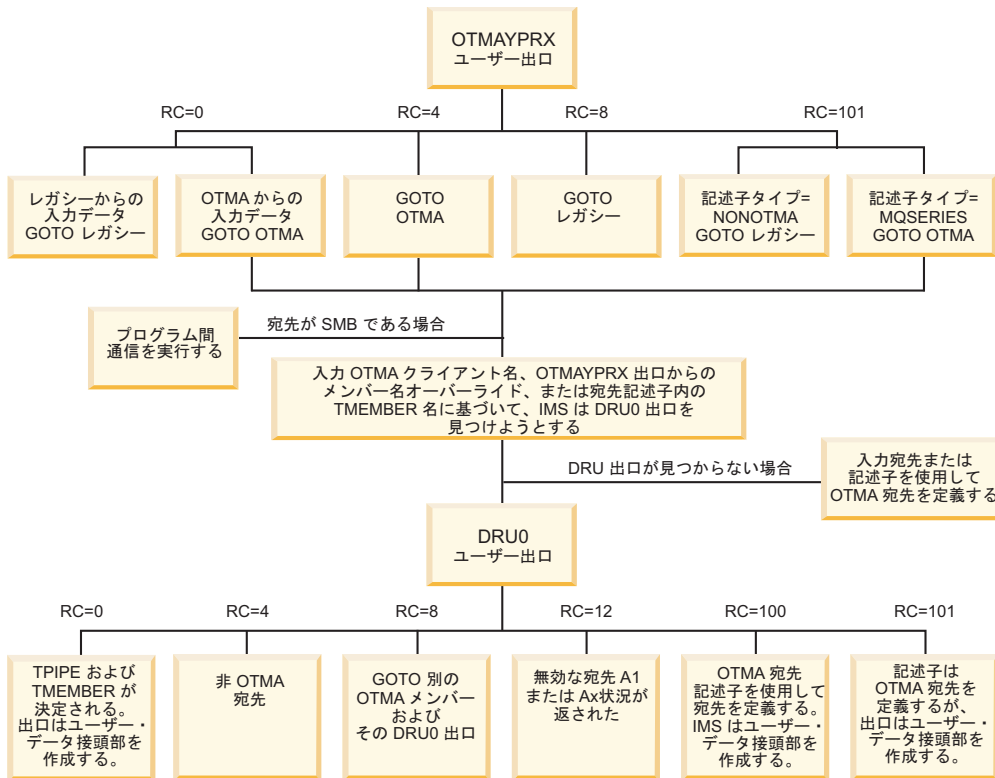 OTMAYPRX
ユーザー出口
RC=0
RC=4
RC=8
RC=101
レガシーからの
入力データ
GOTO レガシー
OTMA からの
入力データ
GOTO OTMA
GOTO
OTMA
GOTO
レガシー
記述子タイプ=
NONOTMA
GOTO レガシー
記述子タイプ=
MQSERIES
GOTO OTMA
宛先が SMB である場合
プログラム間
通信を実行する
入力 OTMA クライアント名、OTMAYPRX 出口からの
メンバー名オーバーライド、または宛先記述子内の
TMEMBER 名に基づいて、IMS は DRU0 出口を
見つけようとする
DRU 出口が見つからない場合
入力宛先または
記述子を使用して
OTMA 宛先を定義する
DRU0
ユーザー出口
RC=0
RC=4
RC=8
RC=12
RC=100
RC=101
TPIPE および
TMEMBER が
決定される。
出口はユーザー・
データ接頭部を
作成する。
非 OTMA
宛先
GOTO 別の
OTMA メンバー
および
その DRU0 出口
無効な宛先 A1
または Ax状況が
返された
OTMA 宛先
記述子を使用して
宛先を定義する。
IMS はユーザー・
データ接頭部を
作成する。
記述子は
OTMA 宛先を
定義するが、
出口はユーザー・
データ接頭部を
作成する。